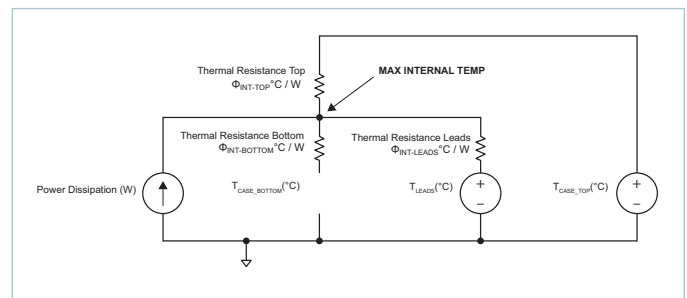 Thermal Resistance Top
MAX INTERNAL TEMP
ΦINT-TOP°C / W
Thermal Resistance Bottom
ΦINT-BOTTOM°C / W
Thermal Resistance Leads
ΦINT-LEADS°C / W
Power Dissipation (W)
TCASE_BOTTOM(°C)
TLEADS(°C)
TCASE_TOP(°C)
+
–
+
–